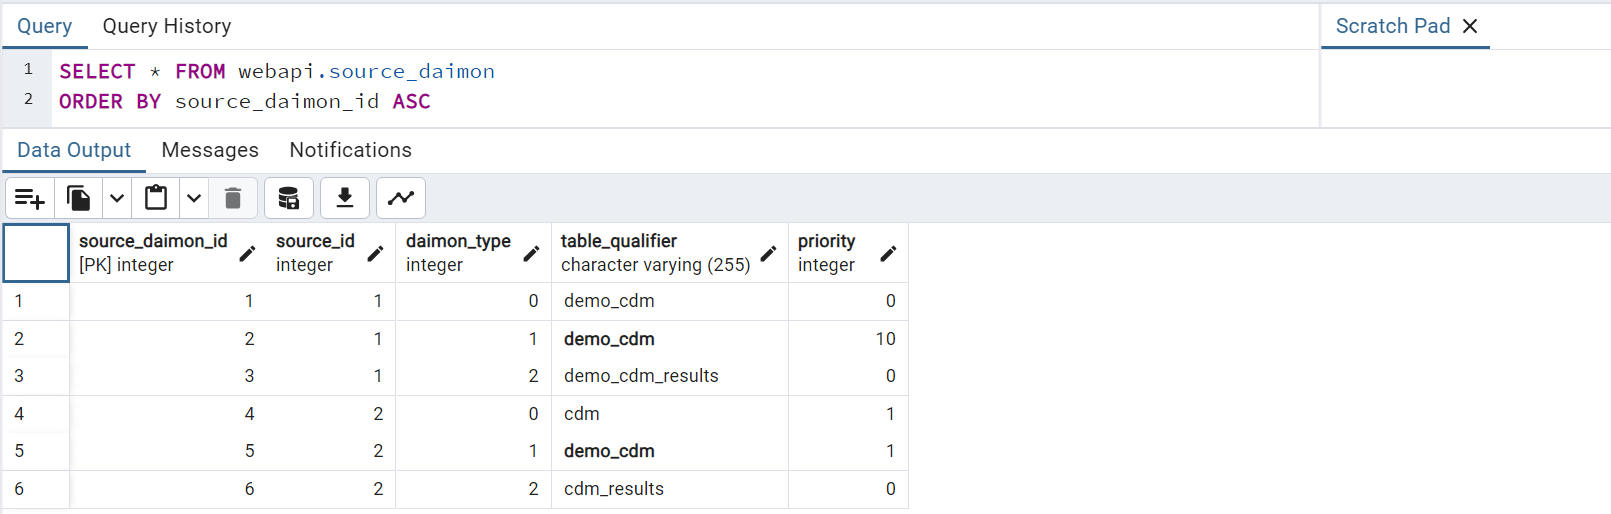 Query Query History Scratch Pad
1 SELECT * FROM webapi.source_daimon
2 ORDER BY source_daimon_id ASC
Data Output Messages Notifications
source_daimon_id source_id daimon_type table_qualifier priority
[PK] integer integer integer character varying (255) integer
1 1 1 0 demo_cdm 0
2 2 1 1 demo_cdm 10
3 3 1 2 demo_cdm_results 0
4 4 2 0 cdm 1
5 5 2 1 demo_cdm 1
6 6 2 2 cdm_results 0